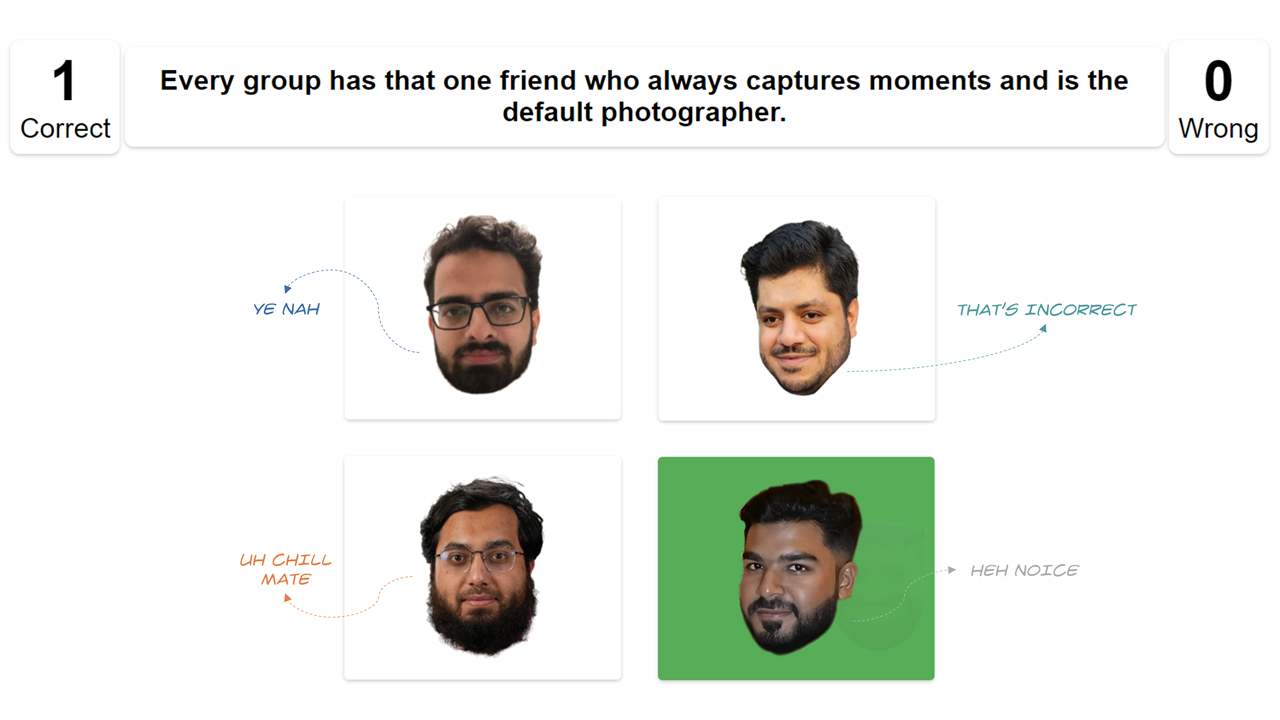 1
Correct
Every group has that one friend who always captures moments and is the
default photographer.
0
Wrong
YE NAH
THAT'S INCORRECT
UH CHILL
MATE
HEH NOICE